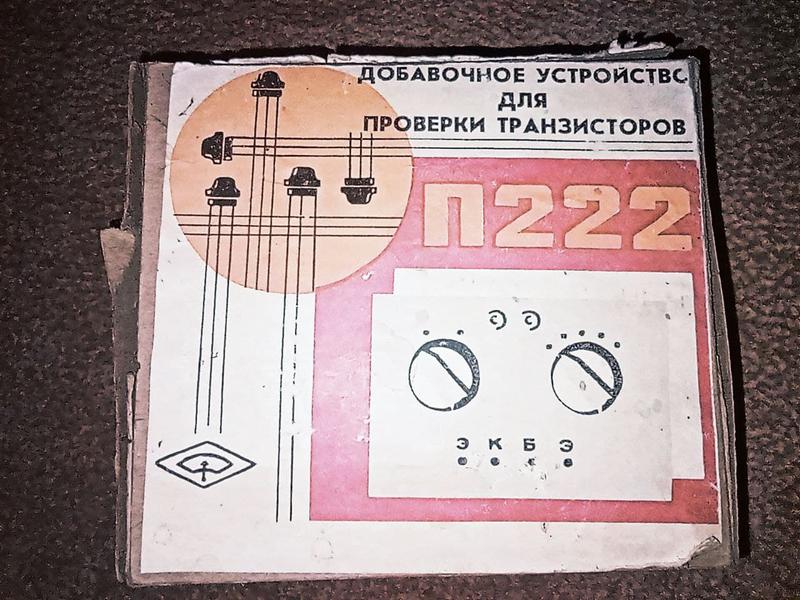 ДОБАВОЧНОЕ УСТРОЙСТВО
ДЛЯ
ПРОВЕРКИ ТРАНЗИСТОРОВ
П222
Э К Б Э